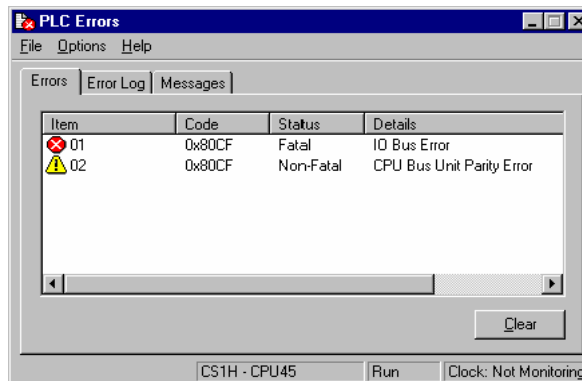 PLC Errors
File Options Help
Errors Error Log Messages
Item Code Status Details
01 0x80CF Fatal IO Bus Error
02 0x80CF Non-Fatal CPU Bus Unit Parity Error
Clear
CS1H - CPU45 Run Clock: Not Monitoring